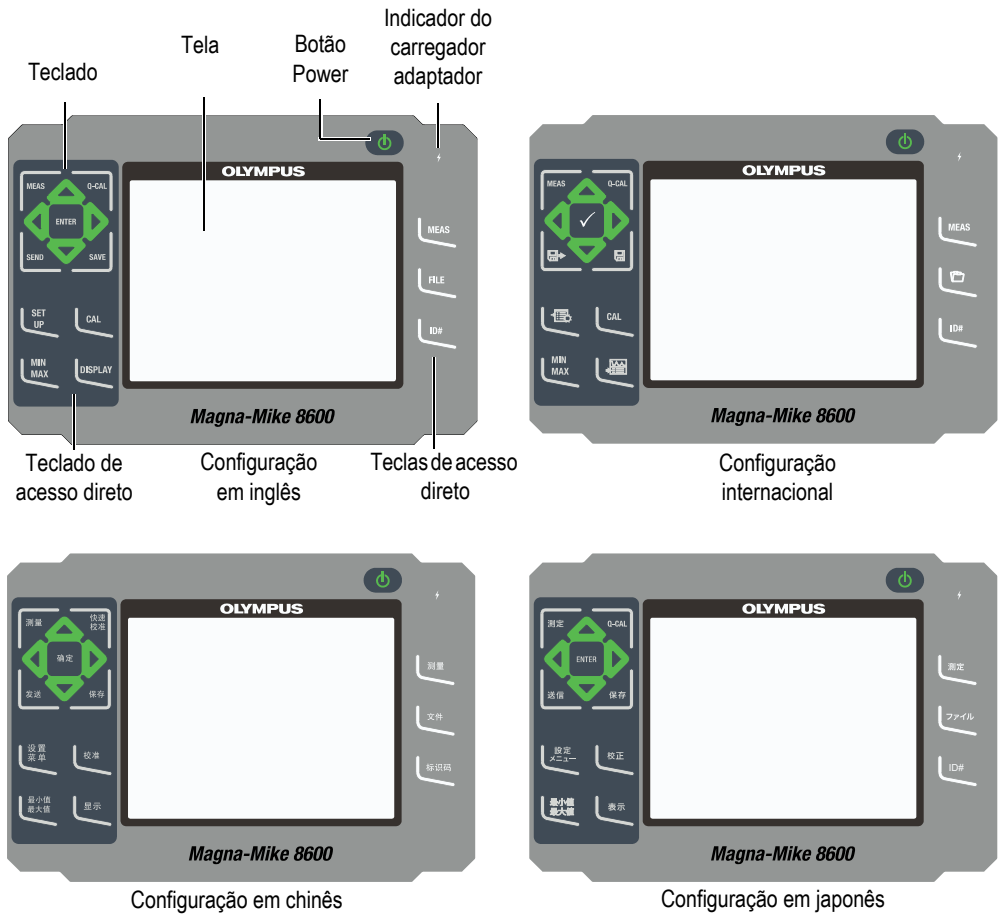 Indicador do
carregador
adaptador
Tela
Botão
Power
Teclado
OLYMPUS
MEAS
Q-CAL
ENTER
SEND
SAVE
SET
UP
CAL
MIN
MAX
DISPLAY
MEAS
FILE
ID#
Magna-Mike 8600
Teclado de
acesso direto
Configuração
em inglês
Teclas de acesso
direto
OLYMPUS
MEAS
Q-CAL
CAL
MIN
MAX
MEAS
ID#
Magna-Mike 8600
Configuração
internacional
OLYMPUS
测量
快速
校准
确定
发送
保存
设置
菜单
校准
最小值
最大值
显示
测量
文件
标识码
Magna-Mike 8600
Configuração em chinês
OLYMPUS
測定
Q-CAL
ENTER
送信
保存
設定
メニュー
校正
最小値
最大値
表示
測定
ファイル
ID#
Magna-Mike 8600
Configuração em japonês